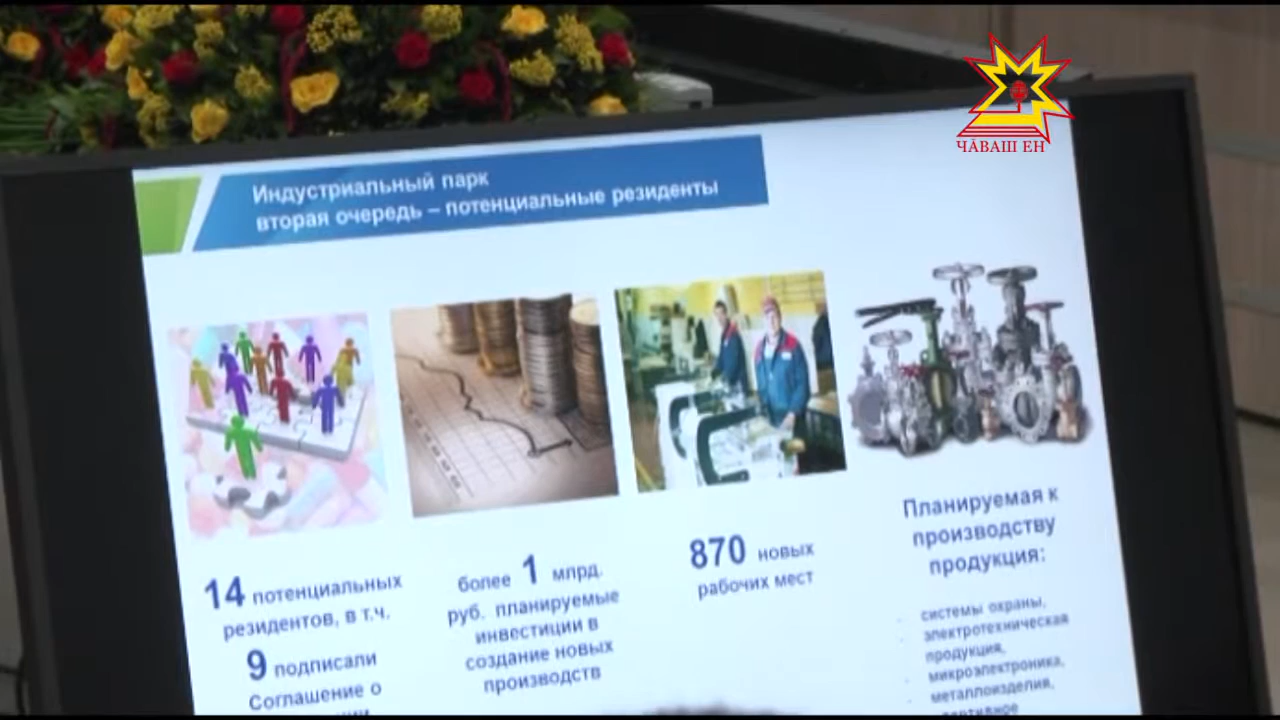 ЧӐВАШ ЕН
Индустриальный парк
вторая очередь – потенциальные резиденты
14 потенциальных
резидентов, в т.ч.
9 подписали
Соглашение о
более 1 млрд.
руб. планируемые
инвестиции в
создание новых
производств
870 новых
рабочих мест
Планируемая к
производству
продукция:
системы охраны,
электротехническая
продукция,
микроэлектроника,
металлоизделия,